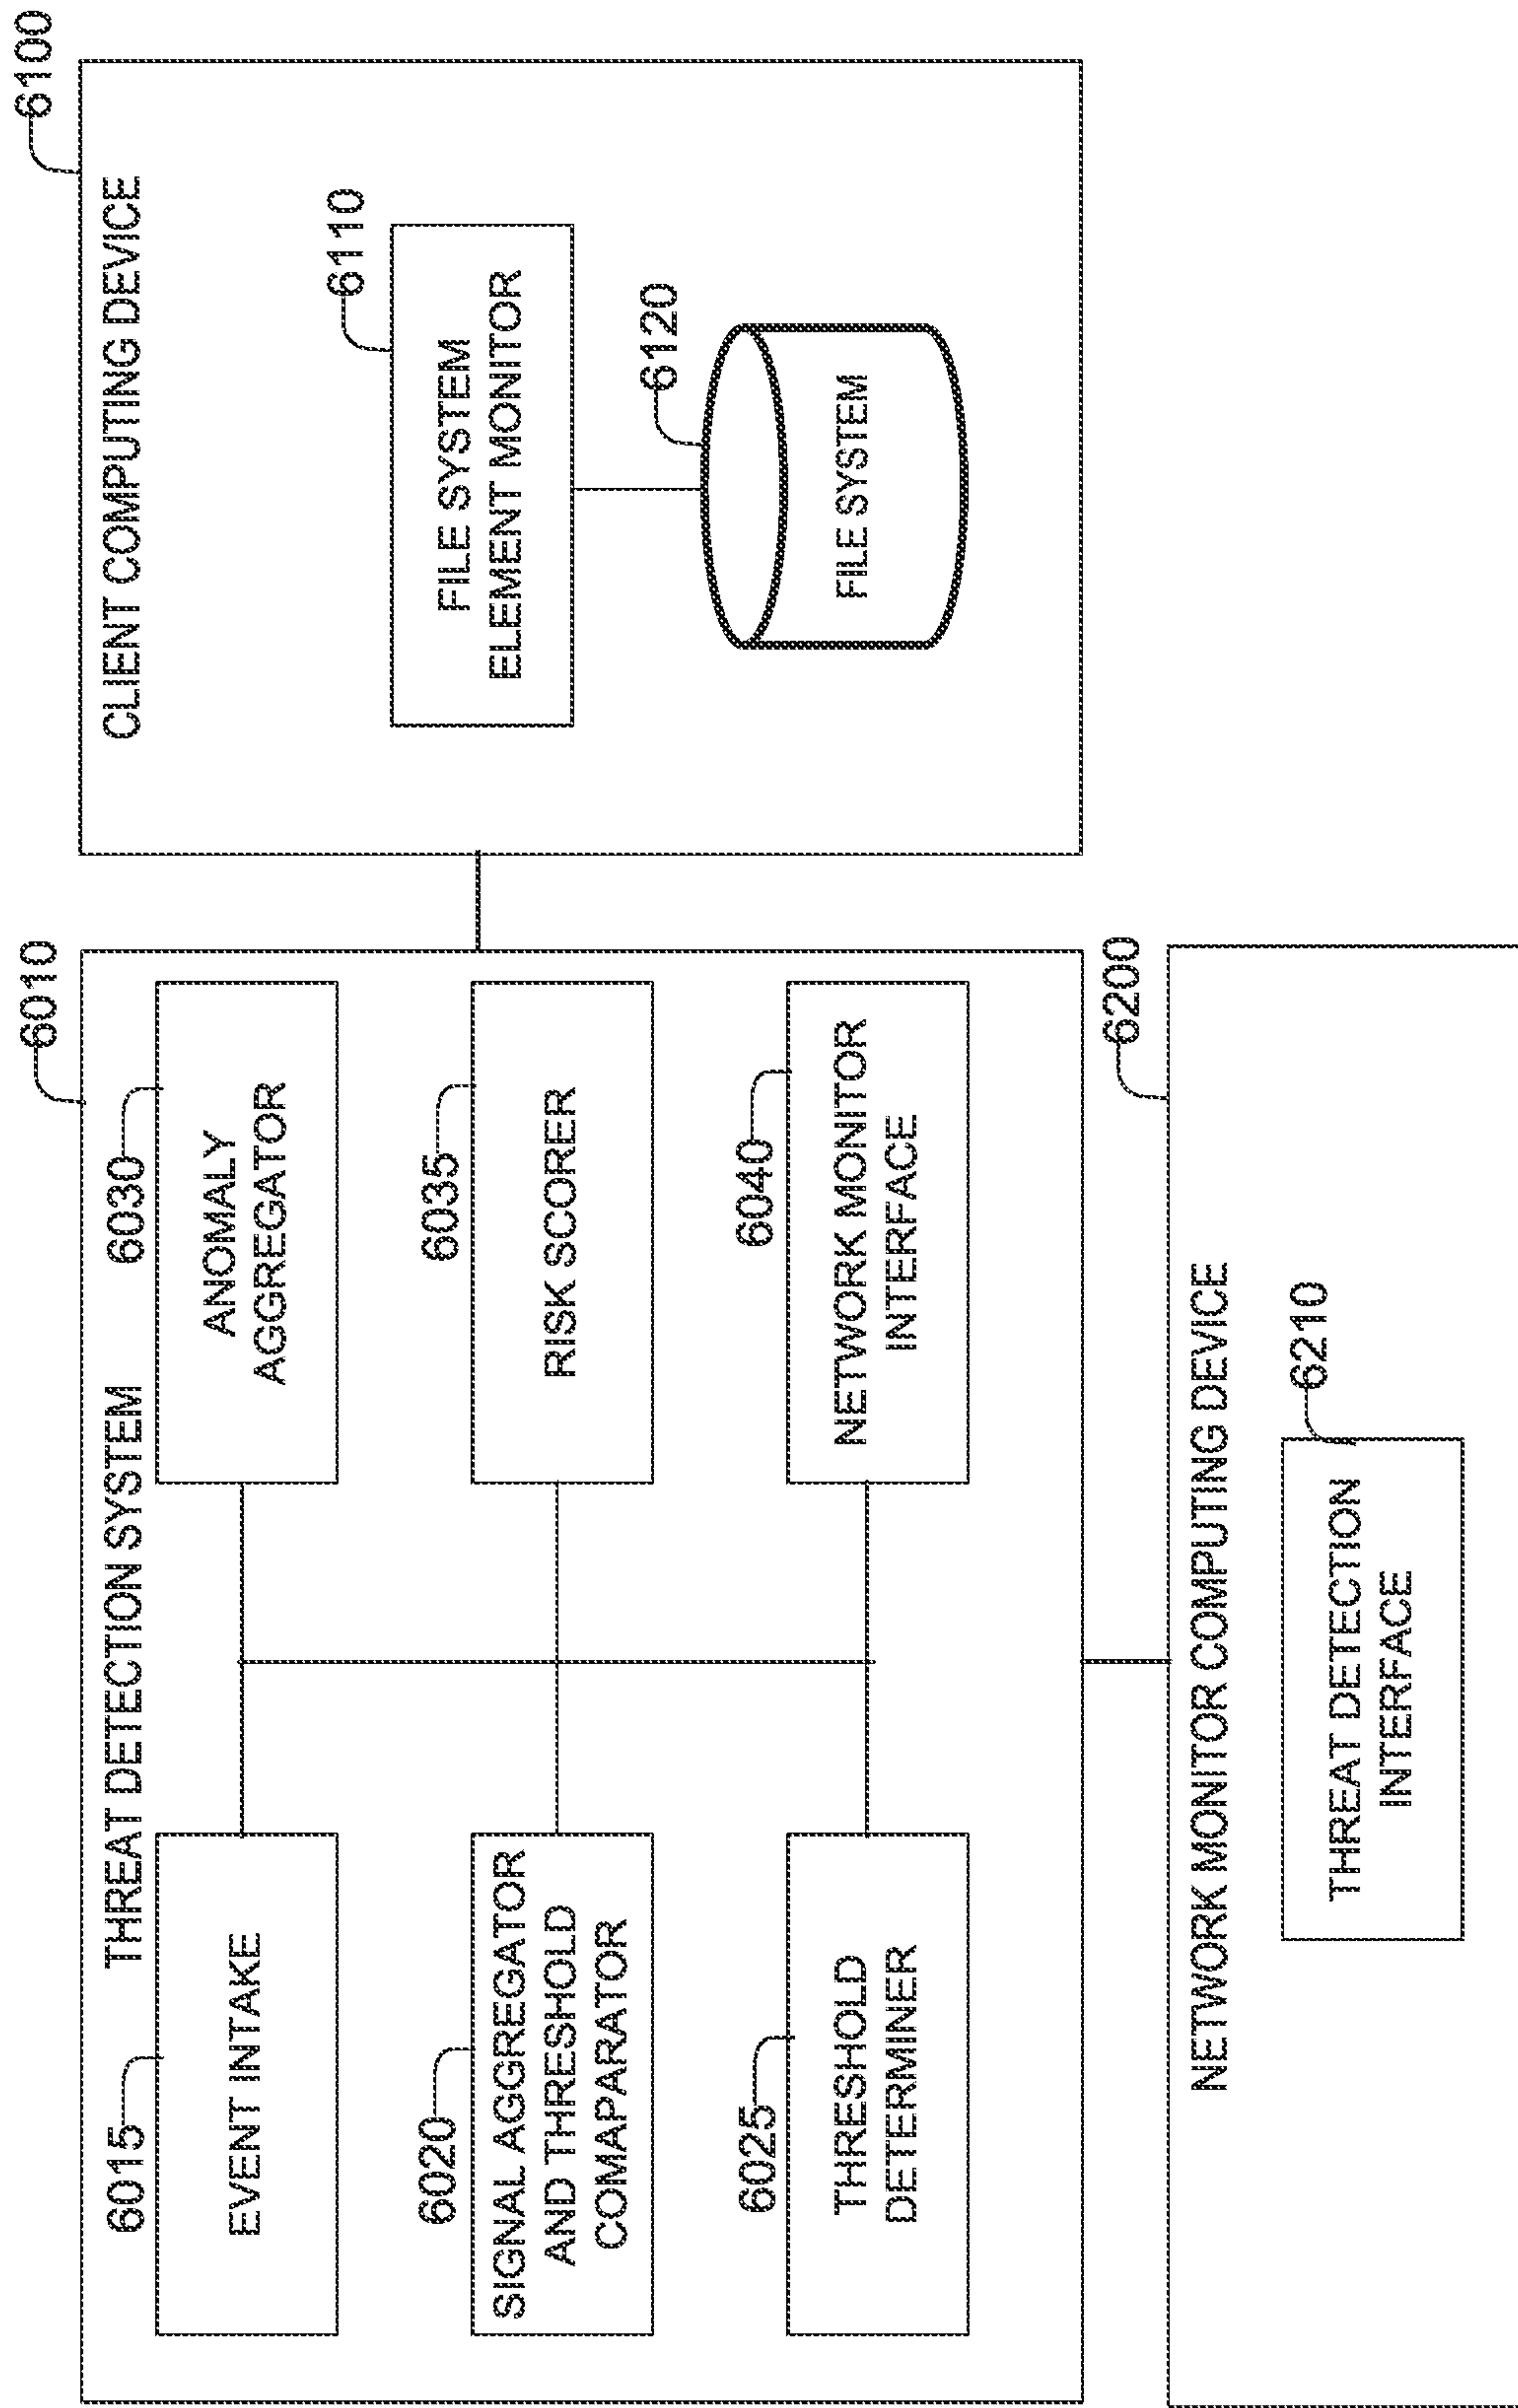 6010
THREAT DETECTION SYSTEM
6015
EVENT INTAKE
6020
SIGNAL AGGREGATOR
AND THRESHOLD
COMAPARATOR
6025
THRESHOLD
DETERMINER
6030
ANOMALY
AGGREGATOR
6035
RISK SCORER
6040
NETWORK MONITOR
INTERFACE
6100
CLIENT COMPUTING DEVICE
6110
FILE SYSTEM
ELEMENT MONITOR
6120
FILE SYSTEM
6200
NETWORK MONITOR COMPUTING DEVICE
6210
THREAT DETECTION
INTERFACE